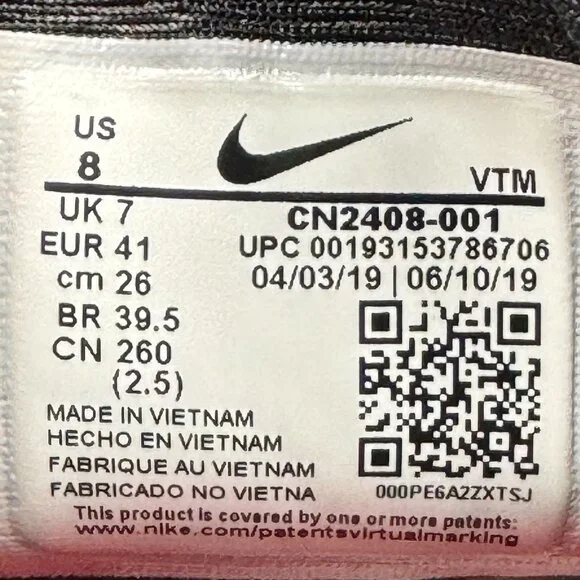 US
8
VTM
UK 7
CN2408-001
EUR 41
UPC 00193153786706
cm 26
04/03/19 | 06/10/19
BR 39.5
CN 260
(2.5)
MADE IN VIETNAM
HECHO EN VIETNAM
FABRIQUE AU VIETNAM
FABRICADO NO VIETNA
000PE6A2ZXTSJ
This product is covered by one or more patents:
www.nike.com/patentsvirtualmarking